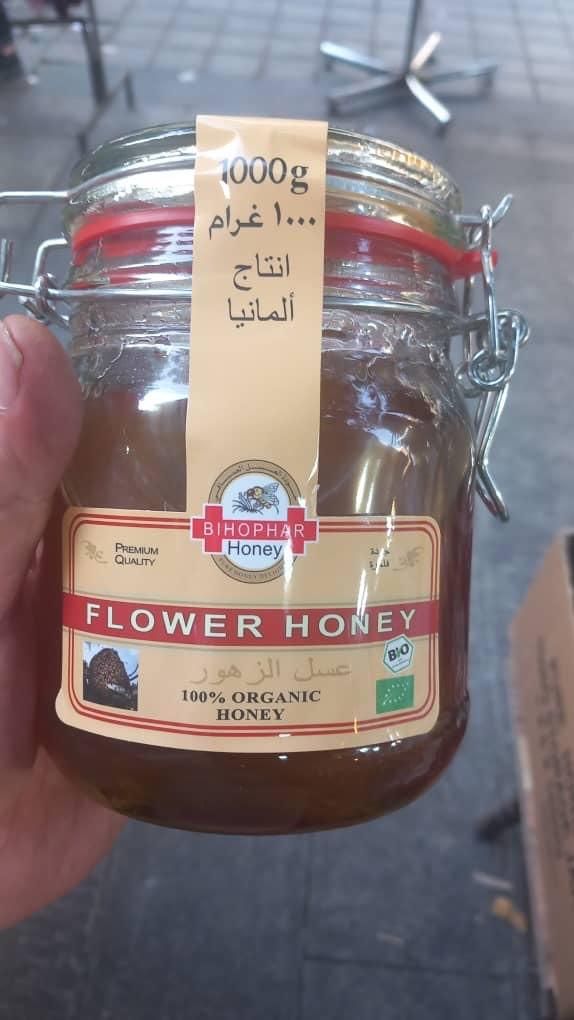 1000g
١٠٠٠ غرام
انتاج
ألمانيا
BIHOPHAR
Honey
PREMIUM
QUALITY
FLOWER HONEY
عسل الزهور
BIO
100% ORGANIC
HONEY